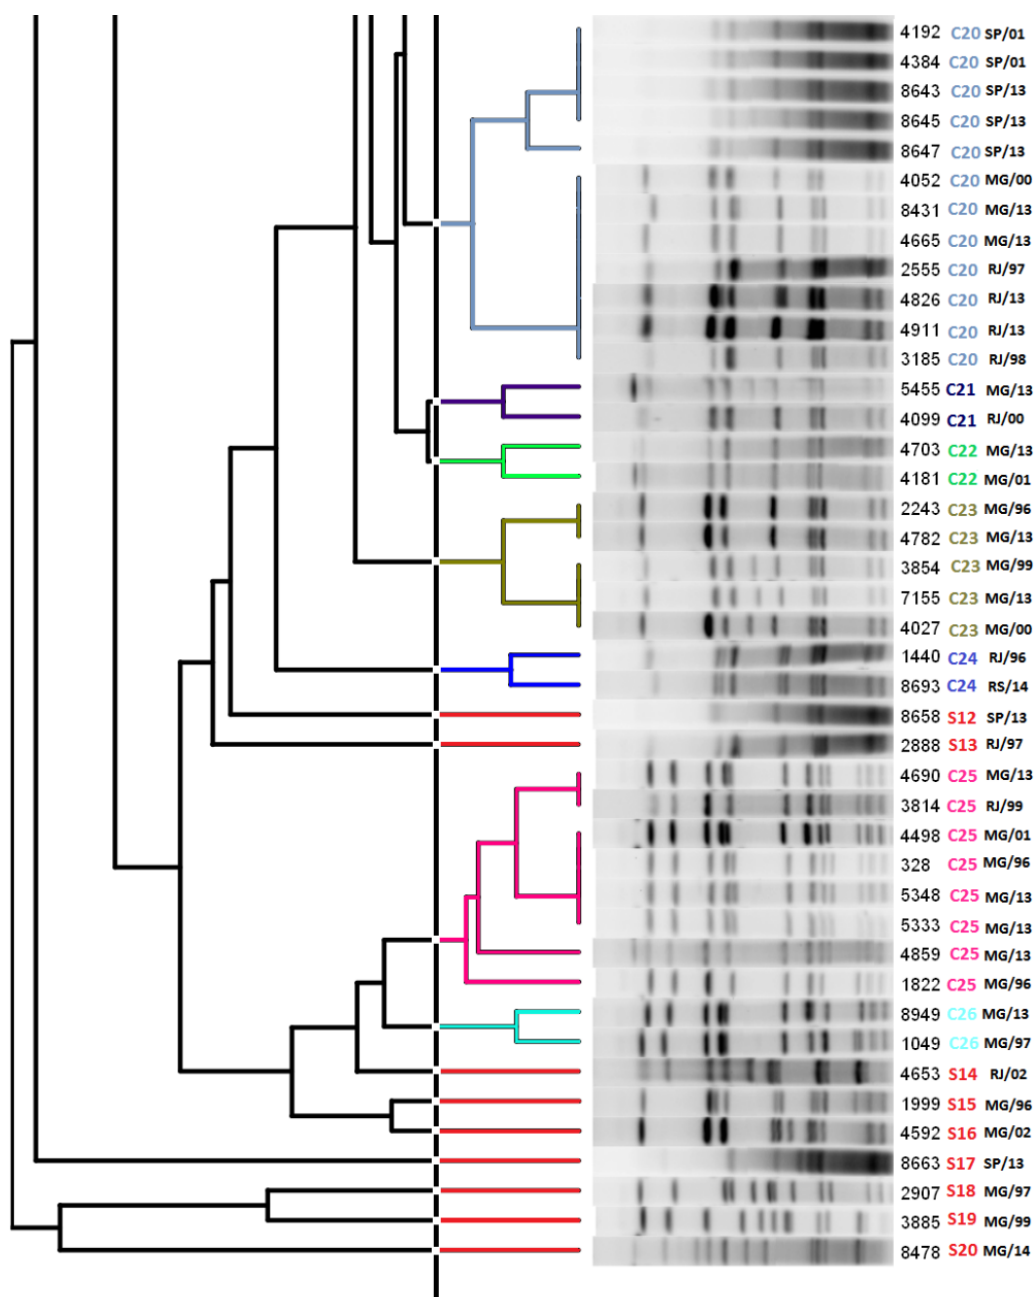 4192 C20 SP/01
4384 C20 SP/01
8643 C20 SP/13
8645 C20 SP/13
8647 C20 SP/13
4052 C20 MG/00
8431 C20 MG/13
4665 C20 MG/13
2555 C20 RJ/97
4826 C20 RJ/13
4911 C20 RJ/13
3185 C20 RJ/98
5455 C21 MG/13
4099 C21 RJ/00
4703 C22 MG/13
4181 C22 MG/01
2243 C23 MG/96
4782 C23 MG/13
3854 C23 MG/99
7155 C23 MG/13
4027 C23 MG/00
1440 C24 RJ/96
8693 C24 RS/14
8658 S12 SP/13
2888 S13 RJ/97
4690 C25 MG/13
3814 C25 RJ/99
4498 C25 MG/01
328 C25 MG/96
5348 C25 MG/13
5333 C25 MG/13
4859 C25 MG/13
1822 C25 MG/96
8949 C26 MG/13
1049 C26 MG/97
4653 S14 RJ/02
1999 S15 MG/96
4592 S16 MG/02
8663 S17 SP/13
2907 S18 MG/97
3885 S19 MG/99
8478 S20 MG/14